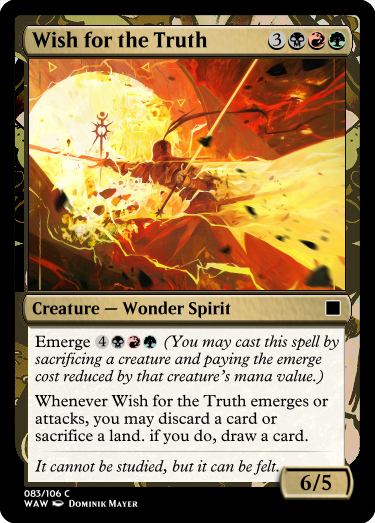 Wish for the Truth 3
Creature — Wonder Spirit
Emerge 4 (You may cast this spell by
sacrificing a creature and paying the emerge
cost reduced by that creature's mana value.)
Whenever Wish for the Truth emerges or
attacks, you may discard a card or
sacrifice a land. if you do, draw a card.
It cannot be studied, but it can be felt.
6/5
083/106 C
WAW Dominik Mayer